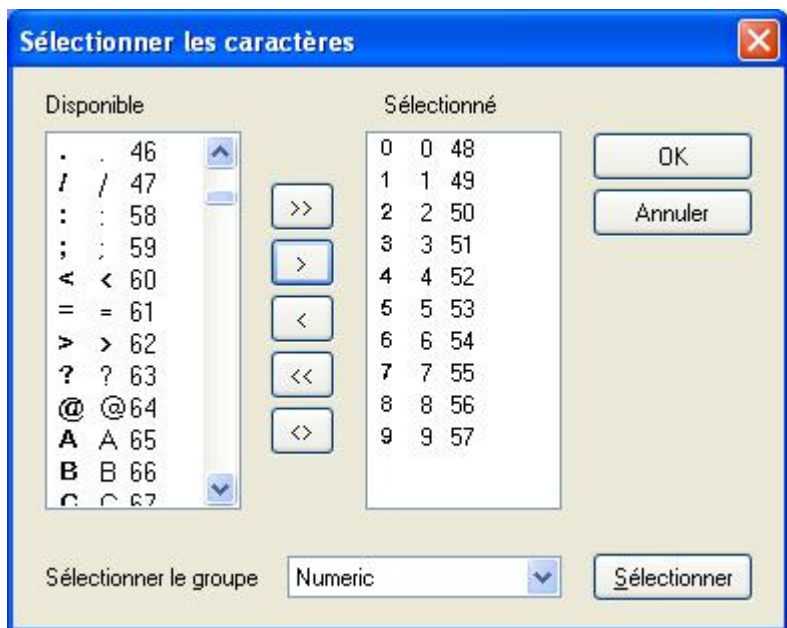 Sélectionner les caractères
Disponible
Sélectionné
. . 46
/ / 47
: : 58
; ; 59
< < 60
= = 61
> > 62
? ? 63
@ @ 64
A A 65
B B 66
C C 67
>>
>
<
<<
<>
0 0 48
1 1 49
2 2 50
3 3 51
4 4 52
5 5 53
6 6 54
7 7 55
8 8 56
9 9 57
OK
Annuler
Sélectionner le groupe
Numeric
Sélectionner